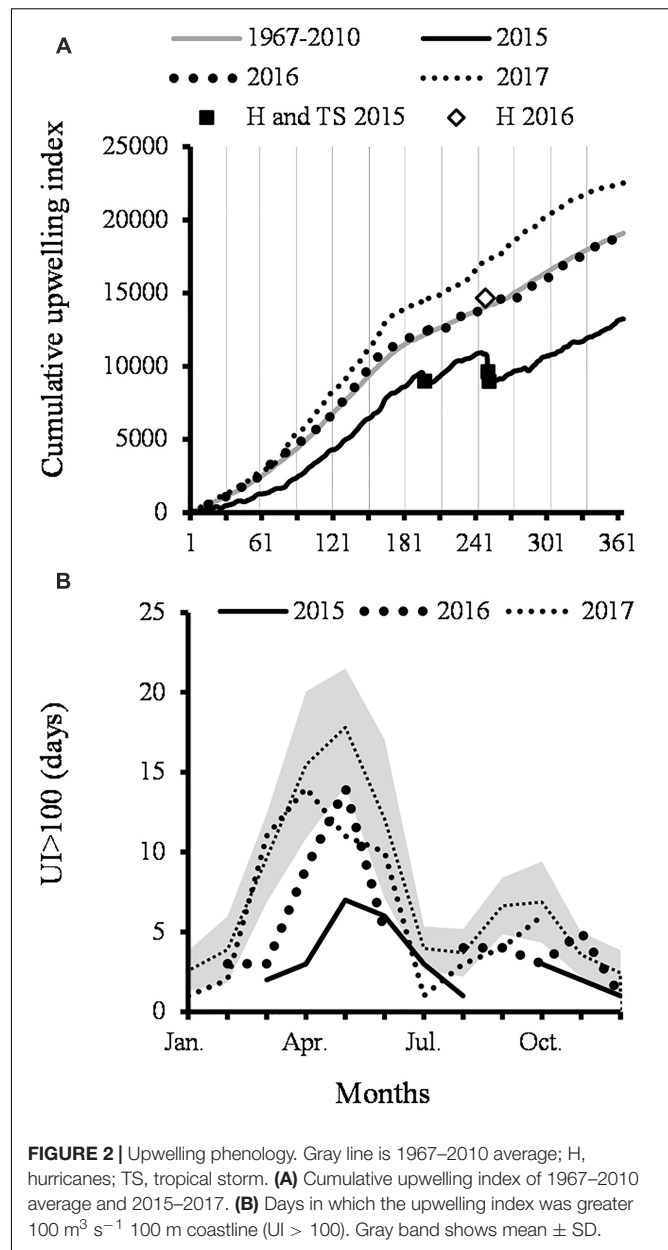 A
1967-2010 2015
2016 2017
H and TS 2015 H 2016
Cumulative upwelling index
25000
20000
15000
10000
5000
0
1 61 121 181 241 301 361
B
2015 2016 2017
UI>100 (days)
25
20
15
10
5
0
Jan. Apr. Jul. Oct.
Months
FIGURE 2 | Upwelling phenology. Gray line is 1967–2010 average; H,
hurricanes; TS, tropical storm. (A) Cumulative upwelling index of 1967–2010
average and 2015–2017. (B) Days in which the upwelling index was greater
100 m³ s⁻¹ 100 m coastline (UI > 100). Gray band shows mean ± SD.